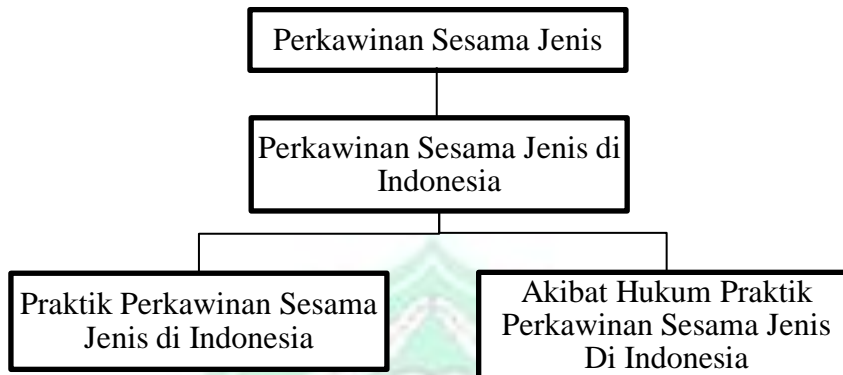 Perkawinan Sesama Jenis
Perkawinan Sesama Jenis di
Indonesia
Praktik Perkawinan Sesama
Jenis di Indonesia
Akibat Hukum Praktik
Perkawinan Sesama Jenis
Di Indonesia